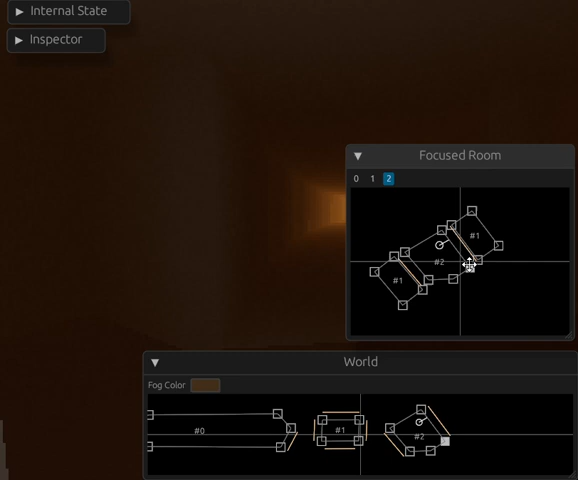 ▶ Internal State
▶ Inspector
▼ Focused Room
0 1 2
#1
#2
#1
▼ World
Fog Color
#0 #1 #2